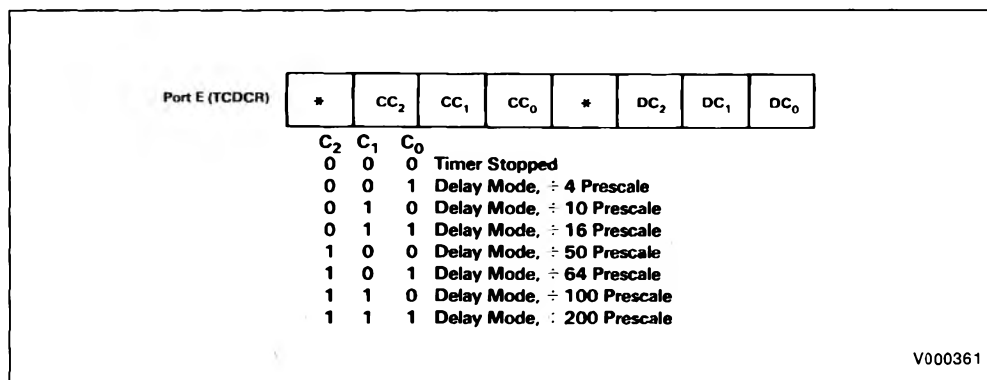 Port E (TCDCR) * CC₂ CC₁ CC₀ * DC₂ DC₁ DC₀
C₂ C₁ C₀
0 0 0 Timer Stopped
0 0 1 Delay Mode, ÷ 4 Prescale
0 1 0 Delay Mode, ÷ 10 Prescale
0 1 1 Delay Mode, ÷ 16 Prescale
1 0 0 Delay Mode, ÷ 50 Prescale
1 0 1 Delay Mode, ÷ 64 Prescale
1 1 0 Delay Mode, ÷ 100 Prescale
1 1 1 Delay Mode, ÷ 200 Prescale
V000361